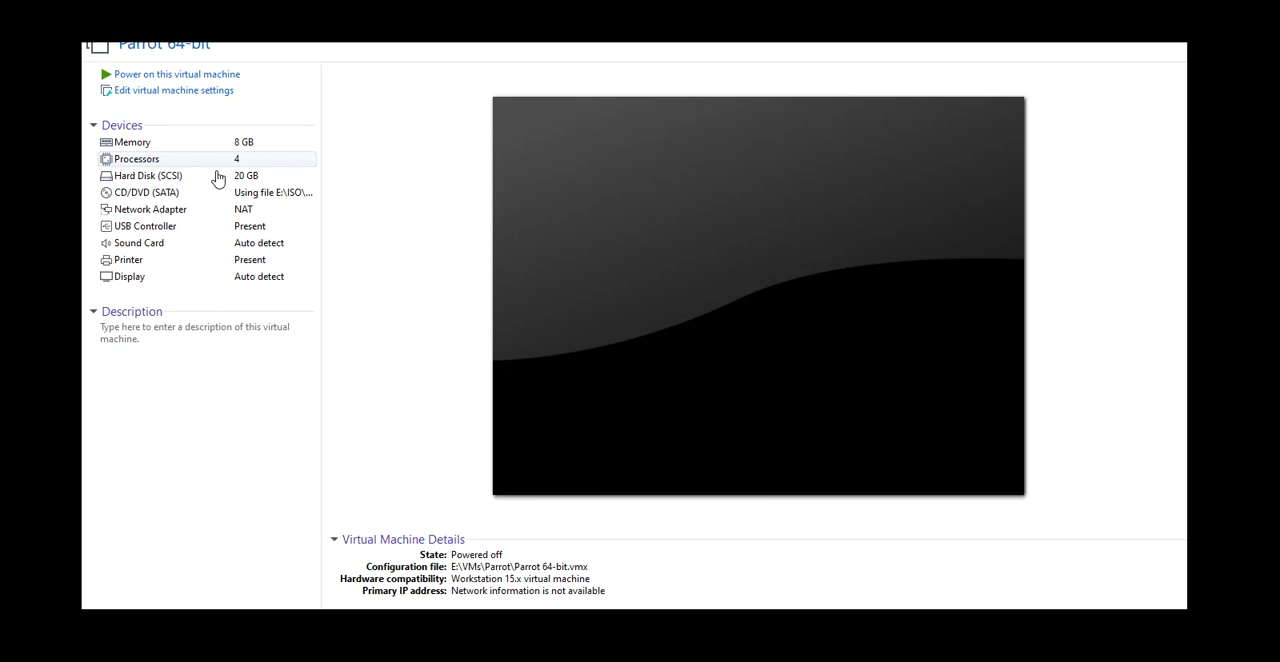 Parrot 64-bit
Power on this virtual machine
Edit virtual machine settings
Devices
Memory 8 GB
Processors 4
Hard Disk (SCSI) 20 GB
CD/DVD (SATA) Using file E:\ISO\...
Network Adapter NAT
USB Controller Present
Sound Card Auto detect
Printer Present
Display Auto detect
Description
Type here to enter a description of this virtual
machine.
Virtual Machine Details
State: Powered off
Configuration file: E:\VMs\Parrot\Parrot 64-bit.vmx
Hardware compatibility: Workstation 15.x virtual machine
Primary IP address: Network information is not available